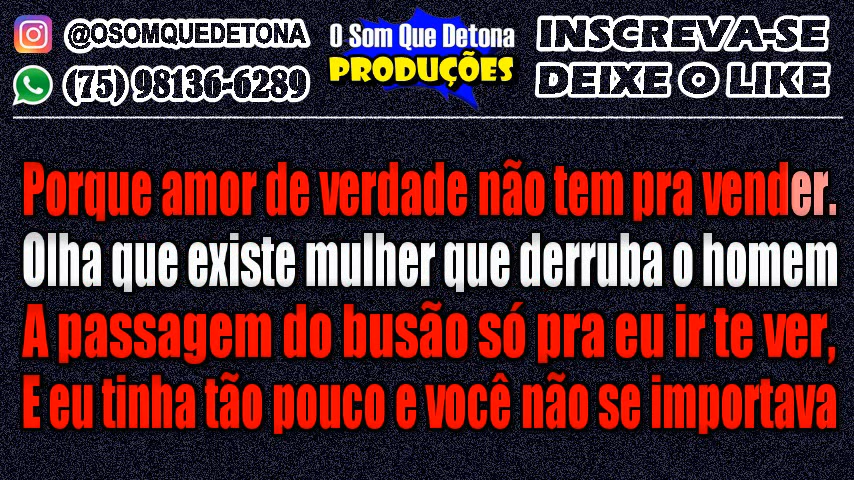 @OSOMQUEDETONA
(75) 98136-6289
O Som Que Detona
PRODUÇÕES
INSCREVA-SE
DEIXE O LIKE
Porque amor de verdade não tem pra vender.
Olha que existe mulher que derruba o homem
A passagem do busão só pra eu ir te ver,
E eu tinha tão pouco e você não se importava